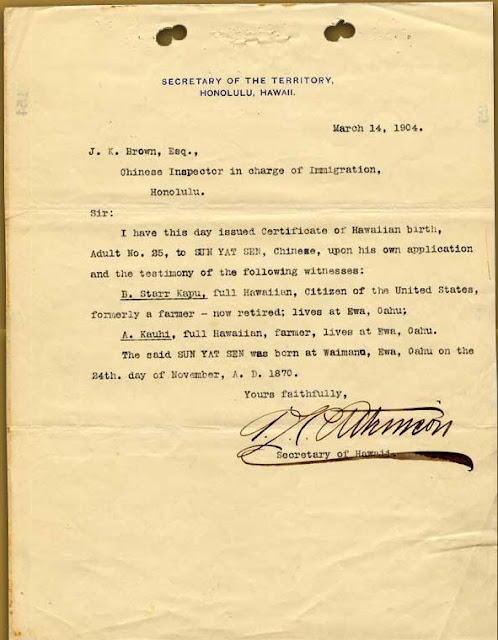 SECRETARY OF THE TERRITORY,
HONOLULU, HAWAII.
March 14, 1904.
J. K. Brown, Esq.,
Chinese Inspector in charge of Immigration,
Honolulu.
Sir:
I have this day issued Certificate of Hawaiian birth,
Adult No. 25, to SUN YAT SEN, Chinese, upon his own application
and the testimony of the following witnesses:
B. Starr Kapu, full Hawaiian, Citizen of the United States,
formerly a farmer - now retired; lives at Ewa, Oahu;
A. Kauhi, full Hawaiian, farmer, lives at Ewa, Oahu.
The said SUN YAT SEN was born at Waimano, Ewa, Oahu on the
24th. day of November, A. D. 1870.
Yours faithfully,
Atkinson
Secretary of Hawaii.